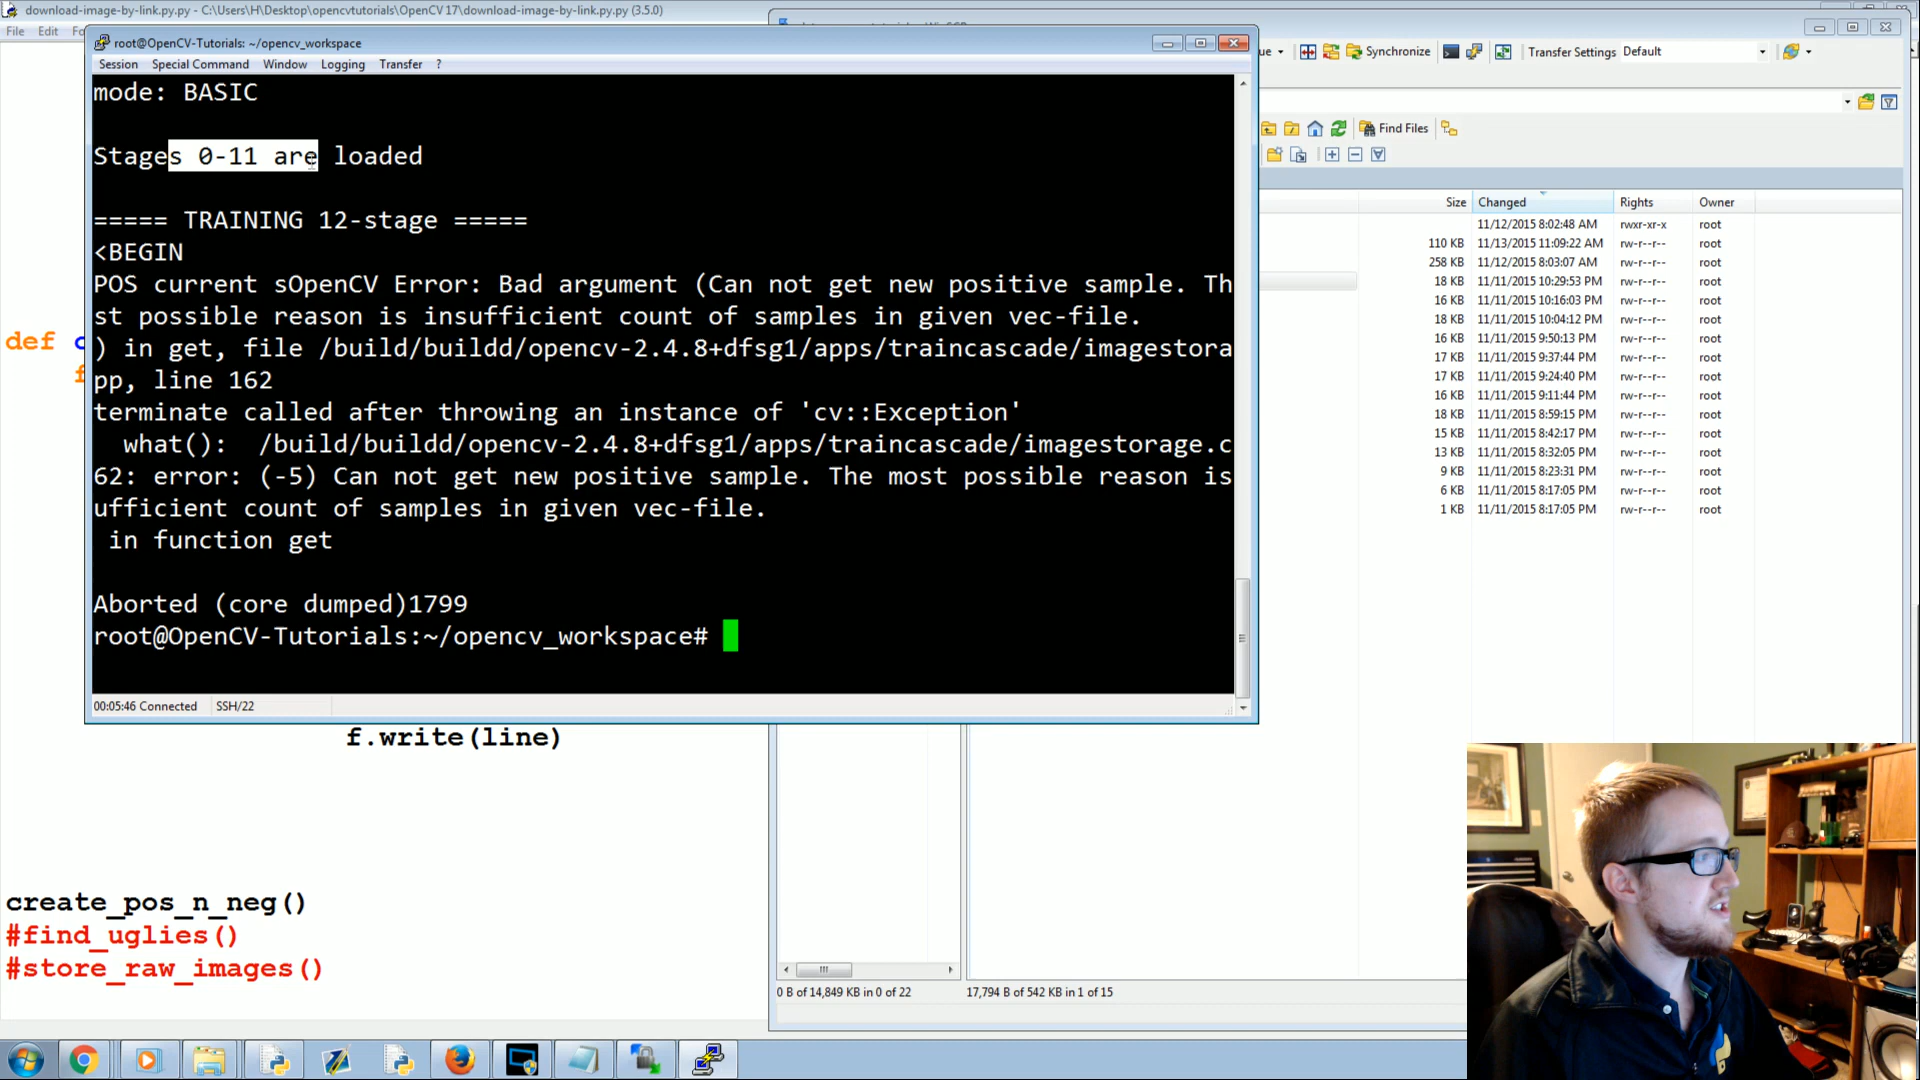 download-image-by-link.py.py - C:\Users\H\Desktop\opencvtutorials\OpenCV 17\download-image-by-link.py.py (3.5.0)
File Edit
root@OpenCV-Tutorials: ~/opencv_workspace
Session Special Command Window Logging Transfer ?
Synchronize
Transfer Settings Default
Find Files
mode: BASIC
Stages 0-11 are loaded
===== TRAINING 12-stage =====
<BEGIN
POS current sOpenCV Error: Bad argument (Can not get new positive sample. Th
st possible reason is insufficient count of samples in given vec-file.
) in get, file /build/buildd/opencv-2.4.8+dfsg1/apps/traincascade/imagestora
pp, line 162
terminate called after throwing an instance of 'cv::Exception'
what(): /build/buildd/opencv-2.4.8+dfsg1/apps/traincascade/imagestorage.c
62: error: (-5) Can not get new positive sample. The most possible reason is
ufficient count of samples in given vec-file.
in function get
Aborted (core dumped)1799
root@OpenCV-Tutorials:~/opencv_workspace#
00:05:46 Connected SSH/22
Size Changed Rights Owner
11/12/2015 8:02:48 AM rwxr-xr-x root
110 KB 11/13/2015 11:09:22 AM rw-r--r-- root
258 KB 11/12/2015 8:03:07 AM rw-r--r-- root
18 KB 11/11/2015 10:29:53 PM rw-r--r-- root
16 KB 11/11/2015 10:16:03 PM rw-r--r-- root
18 KB 11/11/2015 10:04:12 PM rw-r--r-- root
16 KB 11/11/2015 9:50:13 PM rw-r--r-- root
17 KB 11/11/2015 9:37:44 PM rw-r--r-- root
17 KB 11/11/2015 9:24:40 PM rw-r--r-- root
16 KB 11/11/2015 9:11:44 PM rw-r--r-- root
18 KB 11/11/2015 8:59:15 PM rw-r--r-- root
15 KB 11/11/2015 8:42:17 PM rw-r--r-- root
13 KB 11/11/2015 8:32:05 PM rw-r--r-- root
9 KB 11/11/2015 8:23:31 PM rw-r--r-- root
6 KB 11/11/2015 8:17:05 PM rw-r--r-- root
1 KB 11/11/2015 8:17:05 PM rw-r--r-- root
def
f.write(line)
create_pos_n_neg()
#find_uglies()
#store_raw_images()
0 B of 14,849 KB in 0 of 22
17,794 B of 542 KB in 1 of 15